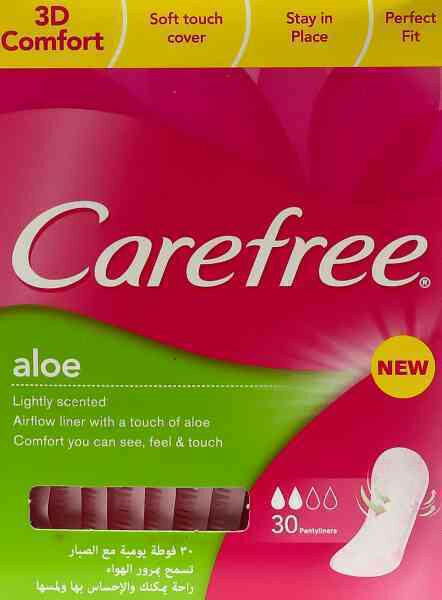 3D
Comfort
Soft touch
cover
Stay in
Place
Perfect
Fit
Carefree®
aloe
NEW
Lightly scented
Airflow liner with a touch of aloe
Comfort you can see, feel & touch
30 Pantyliners
٣٠ فوطة يومية مع الصبار
تسمح بمرور الهواء
راحة يمكنك والإحساس بها ولمسها